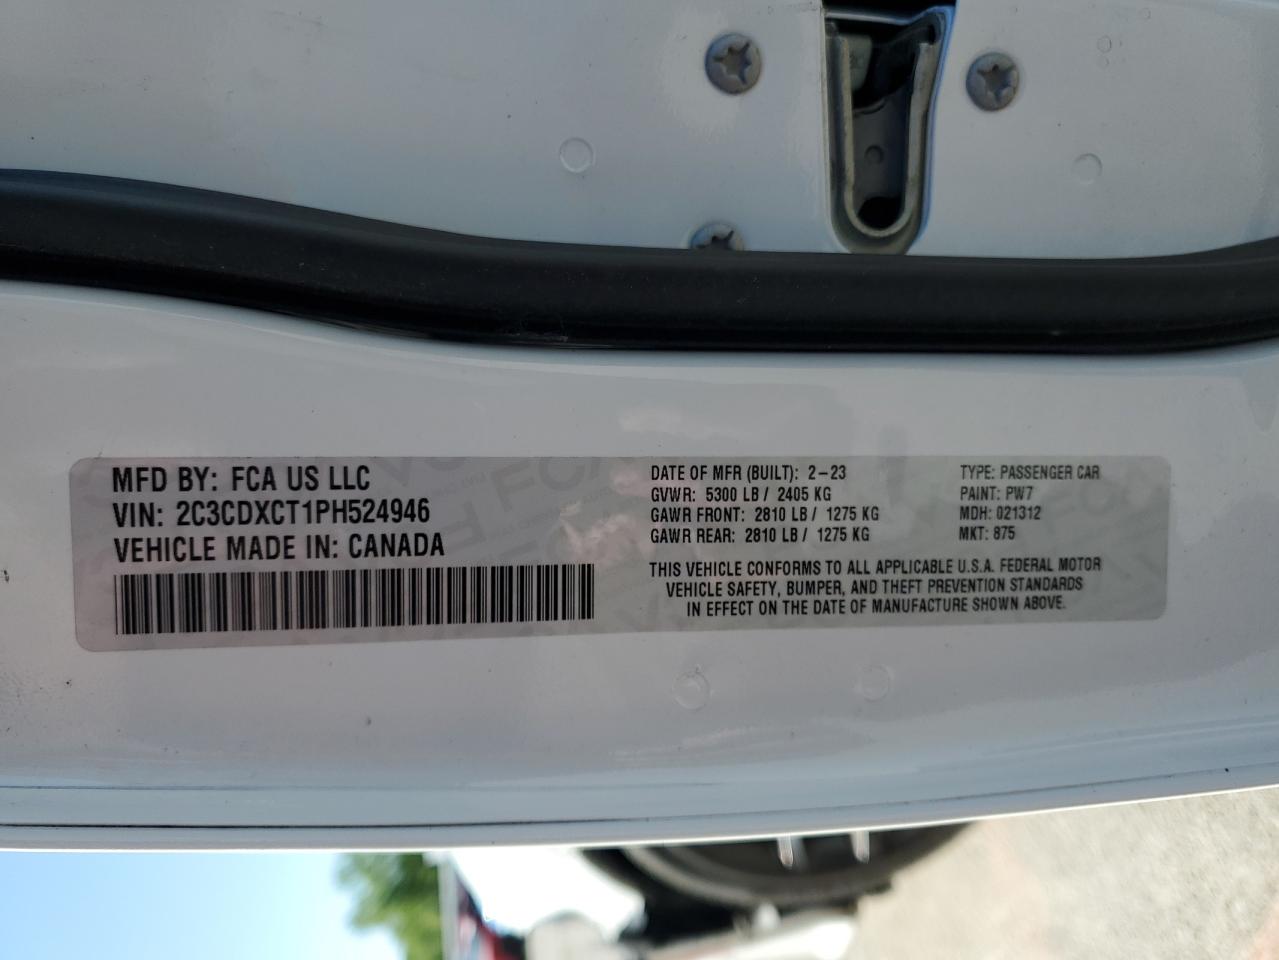 MFD BY: FCA US LLC
VIN: 2C3CDXCT1PH524946
VEHICLE MADE IN: CANADA
DATE OF MFR (BUILT): 2-23
GVWR: 5300 LB / 2405 KG
GAWR FRONT: 2810 LB / 1275 KG
GAWR REAR: 2810 LB / 1275 KG
TYPE: PASSENGER CAR
PAINT: PW7
MDH: 021312
MKT: 875
THIS VEHICLE CONFORMS TO ALL APPLICABLE U.S.A. FEDERAL MOTOR
VEHICLE SAFETY, BUMPER, AND THEFT PREVENTION STANDARDS
IN EFFECT ON THE DATE OF MANUFACTURE SHOWN ABOVE.